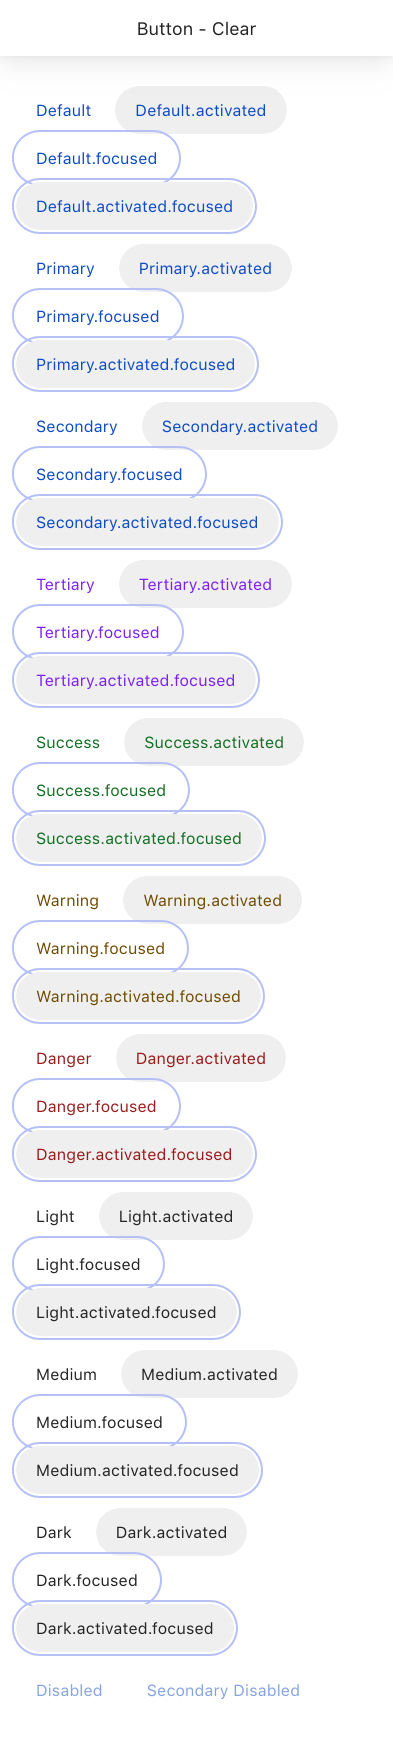 Button - Clear
Default Default.activated
Default.focused
Default.activated.focused
Primary Primary.activated
Primary.focused
Primary.activated.focused
Secondary Secondary.activated
Secondary.focused
Secondary.activated.focused
Tertiary Tertiary.activated
Tertiary.focused
Tertiary.activated.focused
Success Success.activated
Success.focused
Success.activated.focused
Warning Warning.activated
Warning.focused
Warning.activated.focused
Danger Danger.activated
Danger.focused
Danger.activated.focused
Light Light.activated
Light.focused
Light.activated.focused
Medium Medium.activated
Medium.focused
Medium.activated.focused
Dark Dark.activated
Dark.focused
Dark.activated.focused
Disabled Secondary Disabled